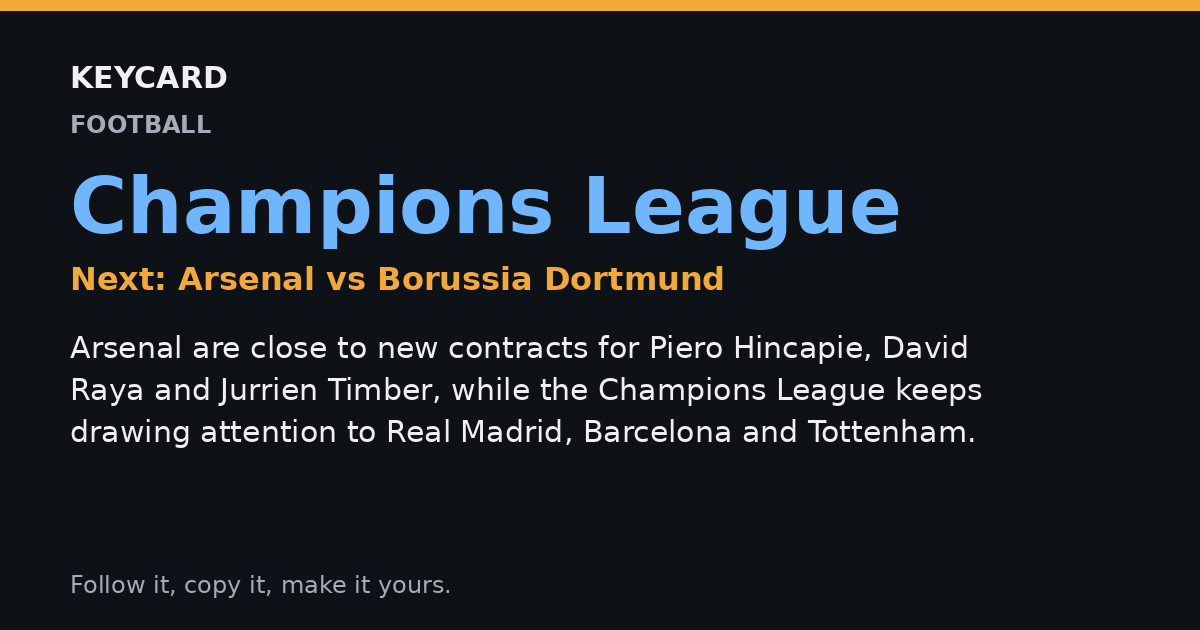 KEYCARD
FOOTBALL
Champions League
Next: Arsenal vs Borussia Dortmund
Arsenal are close to new contracts for Piero Hincapie, David
Raya and Jurrien Timber, while the Champions League keeps
drawing attention to Real Madrid, Barcelona and Tottenham.
Follow it, copy it, make it yours.